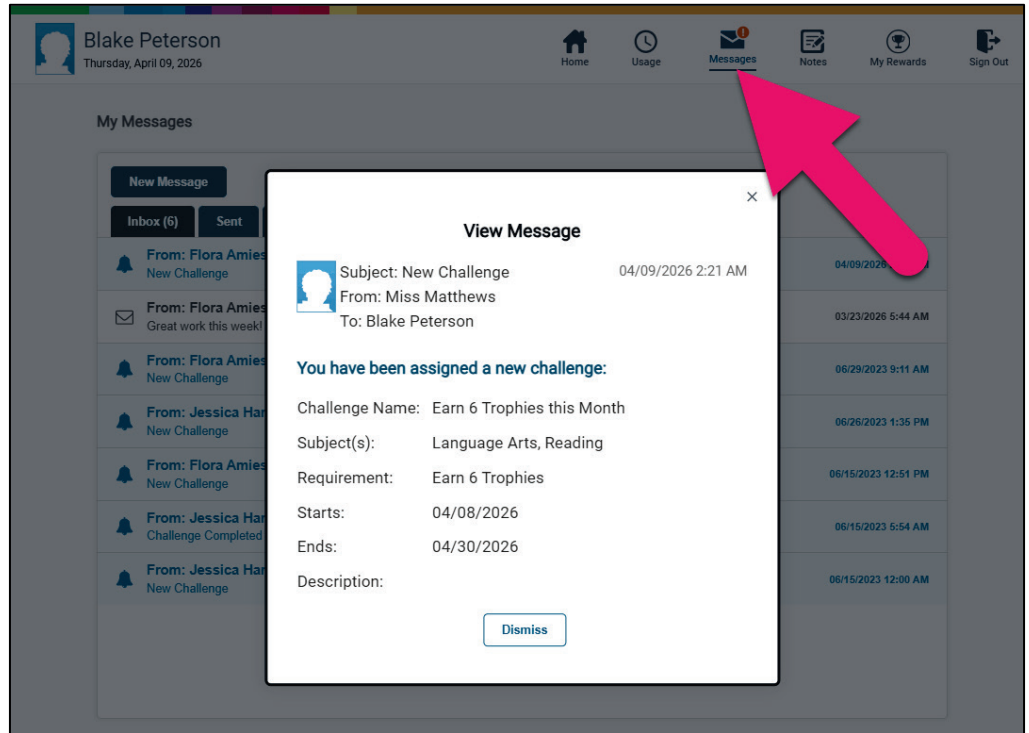 Blake Peterson
Thursday, April 09, 2026
Home
Usage
Messages
Notes
My Rewards
Sign Out
My Messages
New Message
Inbox (6)
Sent
From: Flora Amies
New Challenge
04/09/2026
From: Flora Amies
Great work this week!
03/23/2026 5:44 AM
From: Flora Amies
New Challenge
06/29/2023 9:11 AM
From: Jessica Har
New Challenge
06/26/2023 1:35 PM
From: Flora Amies
New Challenge
06/15/2023 12:51 PM
From: Jessica Har
Challenge Completed
06/15/2023 5:54 AM
From: Jessica Har
New Challenge
06/15/2023 12:00 AM
View Message
Subject: New Challenge
04/09/2026 2:21 AM
From: Miss Matthews
To: Blake Peterson
You have been assigned a new challenge:
Challenge Name: Earn 6 Trophies this Month
Subject(s): Language Arts, Reading
Requirement: Earn 6 Trophies
Starts: 04/08/2026
Ends: 04/30/2026
Description:
Dismiss